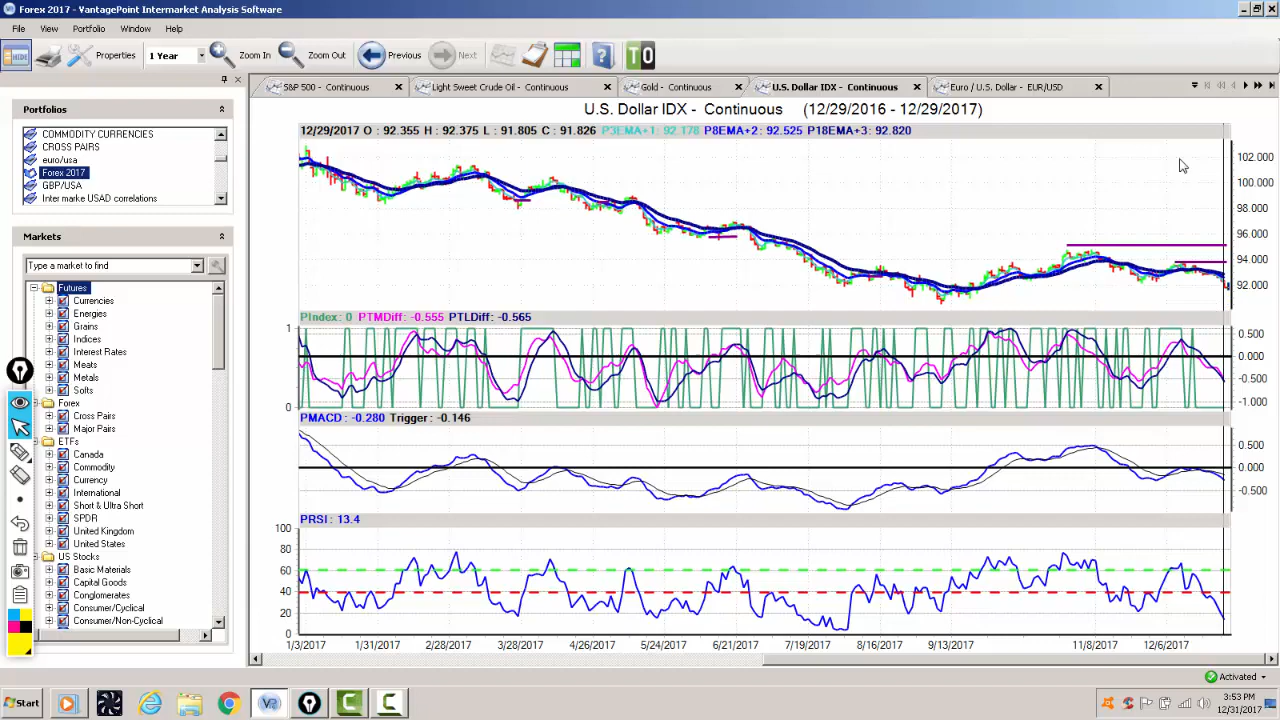 Forex 2017 - VantagePoint Intermarket Analysis Software
File View Portfolio Window Help
HIDE Properties 1 Year Zoom In Zoom Out Previous Next ? TO
S&P 500 - Continuous Light Sweet Crude Oil - Continuous Gold - Continuous U.S. Dollar IDX - Continuous Euro / U.S. Dollar - EUR/USD
Portfolios
COMMODITY CURRENCIES
CROSS PAIRS
euro/usa
Forex 2017
GBP/USA
Inter marke USAD correlations
Markets
Type a market to find
Futures
Currencies
Energies
Grains
Indices
Interest Rates
Meats
Metals
Softs
Forex
Cross Pairs
Major Pairs
ETFs
Canada
Commodity
Currency
International
Short & Ultra Short
SPDR
United Kingdom
United States
US Stocks
Basic Materials
Capital Goods
Conglomerates
Consumer/Cyclical
Consumer/Non-Cyclical
U.S. Dollar IDX - Continuous (12/29/2016 - 12/29/2017)
12/29/2017 O : 92.355 H : 92.375 L : 91.805 C : 91.826 P3EMA+1: 92.178 P8EMA+2: 92.525 P18EMA+3: 92.820
102.000
100.000
98.000
96.000
94.000
92.000
PIndex: 0 PTMDiff: -0.555 PTLDiff: -0.565
1
0
0.500
0.000
-0.500
-1.000
PMACD : -0.280 Trigger: -0.146
0.500
0.000
-0.500
PRSI : 13.4
100
80
60
40
20
0
1/3/2017 1/31/2017 2/28/2017 3/28/2017 4/26/2017 5/24/2017 6/21/2017 7/19/2017 8/16/2017 9/13/2017 11/8/2017 12/6/2017
Activated
Start
3:53 PM
12/31/2017